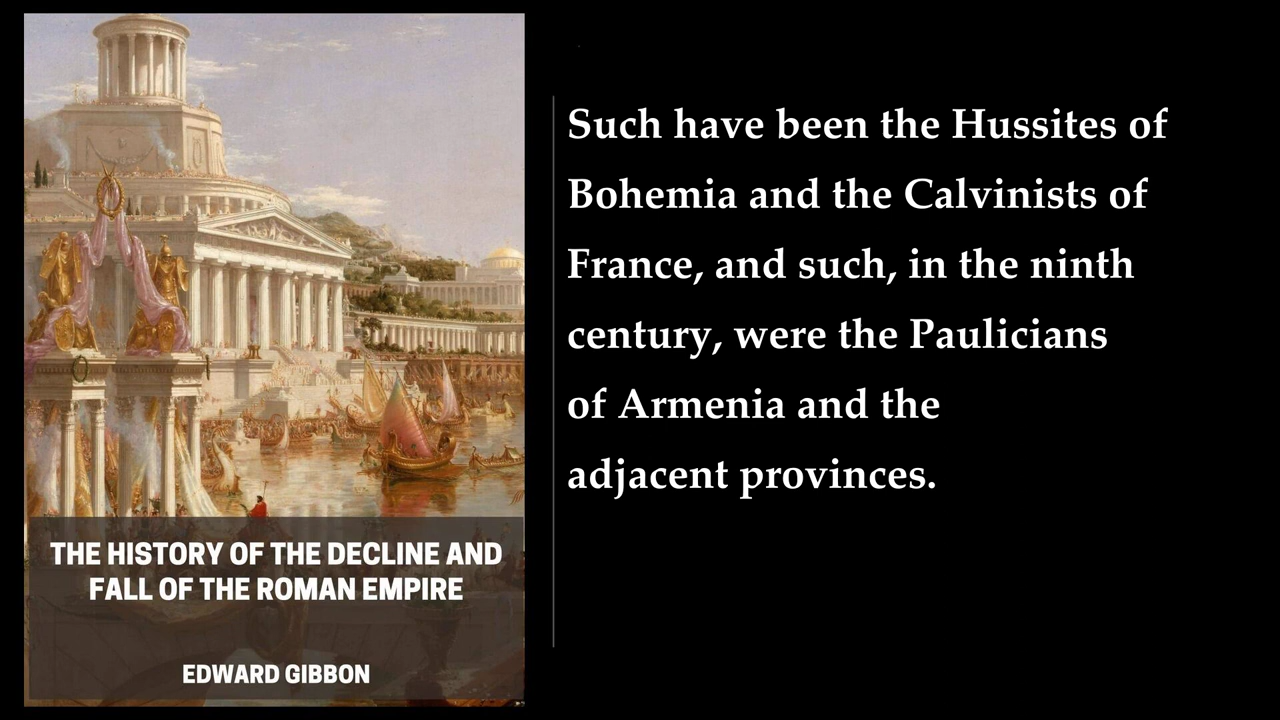 THE HISTORY OF THE DECLINE AND
FALL OF THE ROMAN EMPIRE
EDWARD GIBBON
Such have been the Hussites of
Bohemia and the Calvinists of
France, and such, in the ninth
century, were the Paulicians
of Armenia and the
adjacent provinces.